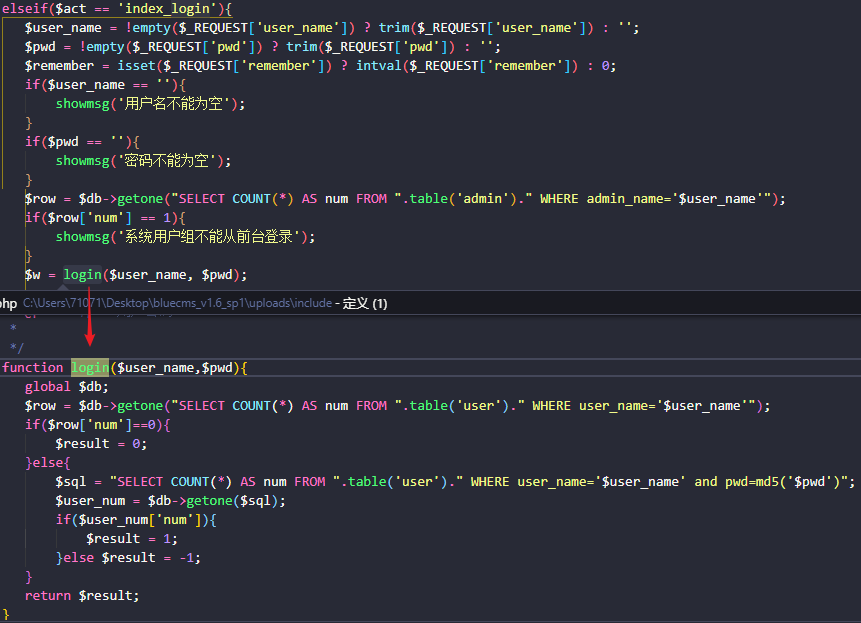 elseif($act == 'index_login'){
$user_name = !empty($_REQUEST['user_name']) ? trim($_REQUEST['user_name']) : '';
$pwd = !empty($_REQUEST['pwd']) ? trim($_REQUEST['pwd']) : '';
$remember = isset($_REQUEST['remember']) ? intval($_REQUEST['remember']) : 0;
if($user_name == ''){
showmsg('用户名不能为空');
}
if($pwd == ''){
showmsg('密码不能为空');
}
$row = $db->getone("SELECT COUNT(*) AS num FROM ".table('admin')." WHERE admin_name='$user_name'");
if($row['num'] == 1){
showmsg('系统用户组不能从前台登录');
}
$w = login($user_name, $pwd);
php C:\Users\71071\Desktop\bluecms_v1.6_sp1\uploads\include - 定义 (1)
*
*/
function login($user_name,$pwd){
global $db;
$row = $db->getone("SELECT COUNT(*) AS num FROM ".table('user')." WHERE user_name='$user_name'");
if($row['num']==0){
$result = 0;
}else{
$sql = "SELECT COUNT(*) AS num FROM ".table('user')." WHERE user_name='$user_name' and pwd=md5('$pwd')";
$user_num = $db->getone($sql);
if($user_num['num']){
$result = 1;
}else $result = -1;
}
return $result;
}